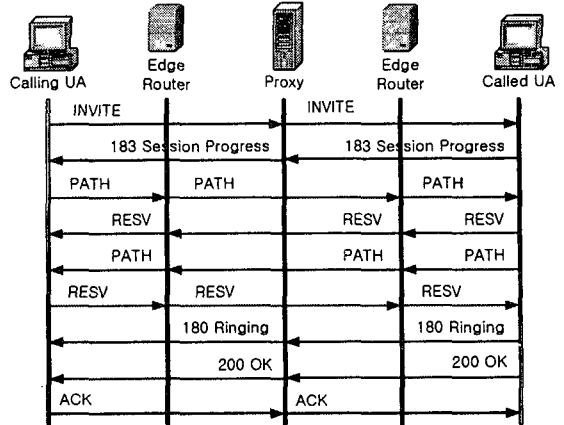 Calling UA
Edge
Router
Proxy
Edge
Router
Called UA
INVITE INVITE
183 Session Progress 183 Session Progress
PATH PATH PATH
RESV RESV RESV
PATH PATH PATH
RESV RESV RESV
180 Ringing 180 Ringing
200 OK 200 OK
ACK ACK